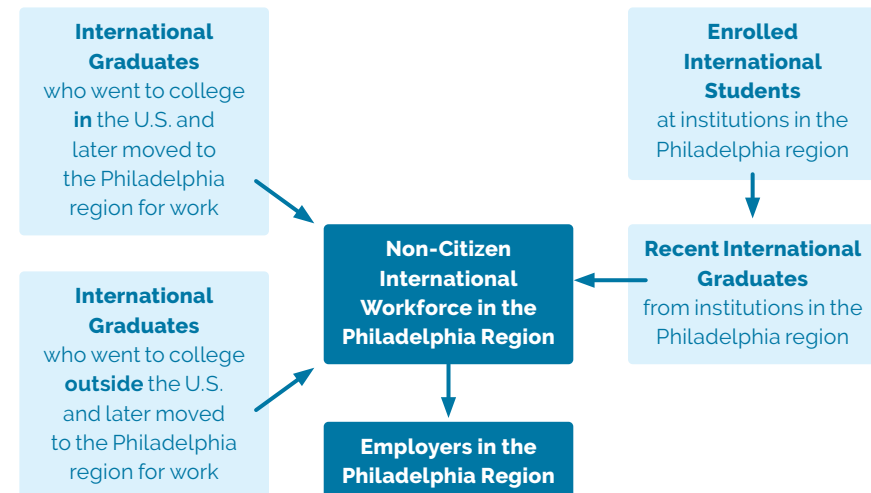 International
Graduates
who went to college
in the U.S. and
later moved to
the Philadelphia
region for work
International
Graduates
who went to college
outside the U.S.
and later moved
to the Philadelphia
region for work
Non-Citizen
International
Workforce in the
Philadelphia Region
Employers in the
Philadelphia Region
Enrolled
International
Students
at institutions in the
Philadelphia region
Recent International
Graduates
from institutions in the
Philadelphia region